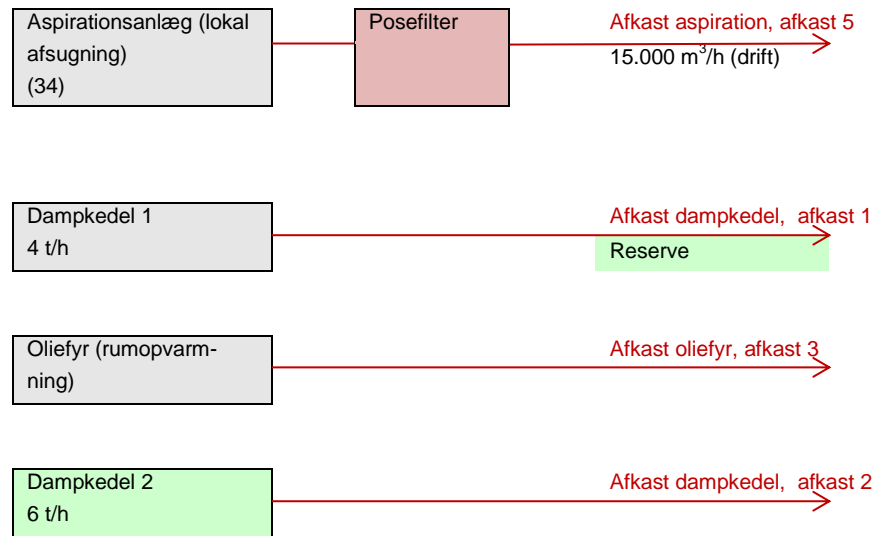 Aspirationsanlæg (lokal
afsugning)
(34)
Posefilter
Afkast aspiration, afkast 5
15.000 m³/h (drift)
Dampkedel 1
4 t/h
Afkast dampkedel, afkast 1
Reserve
Oliefyr (rumopvarm-
ning)
Afkast oliefyr, afkast 3
Dampkedel 2
6 t/h
Afkast dampkedel, afkast 2